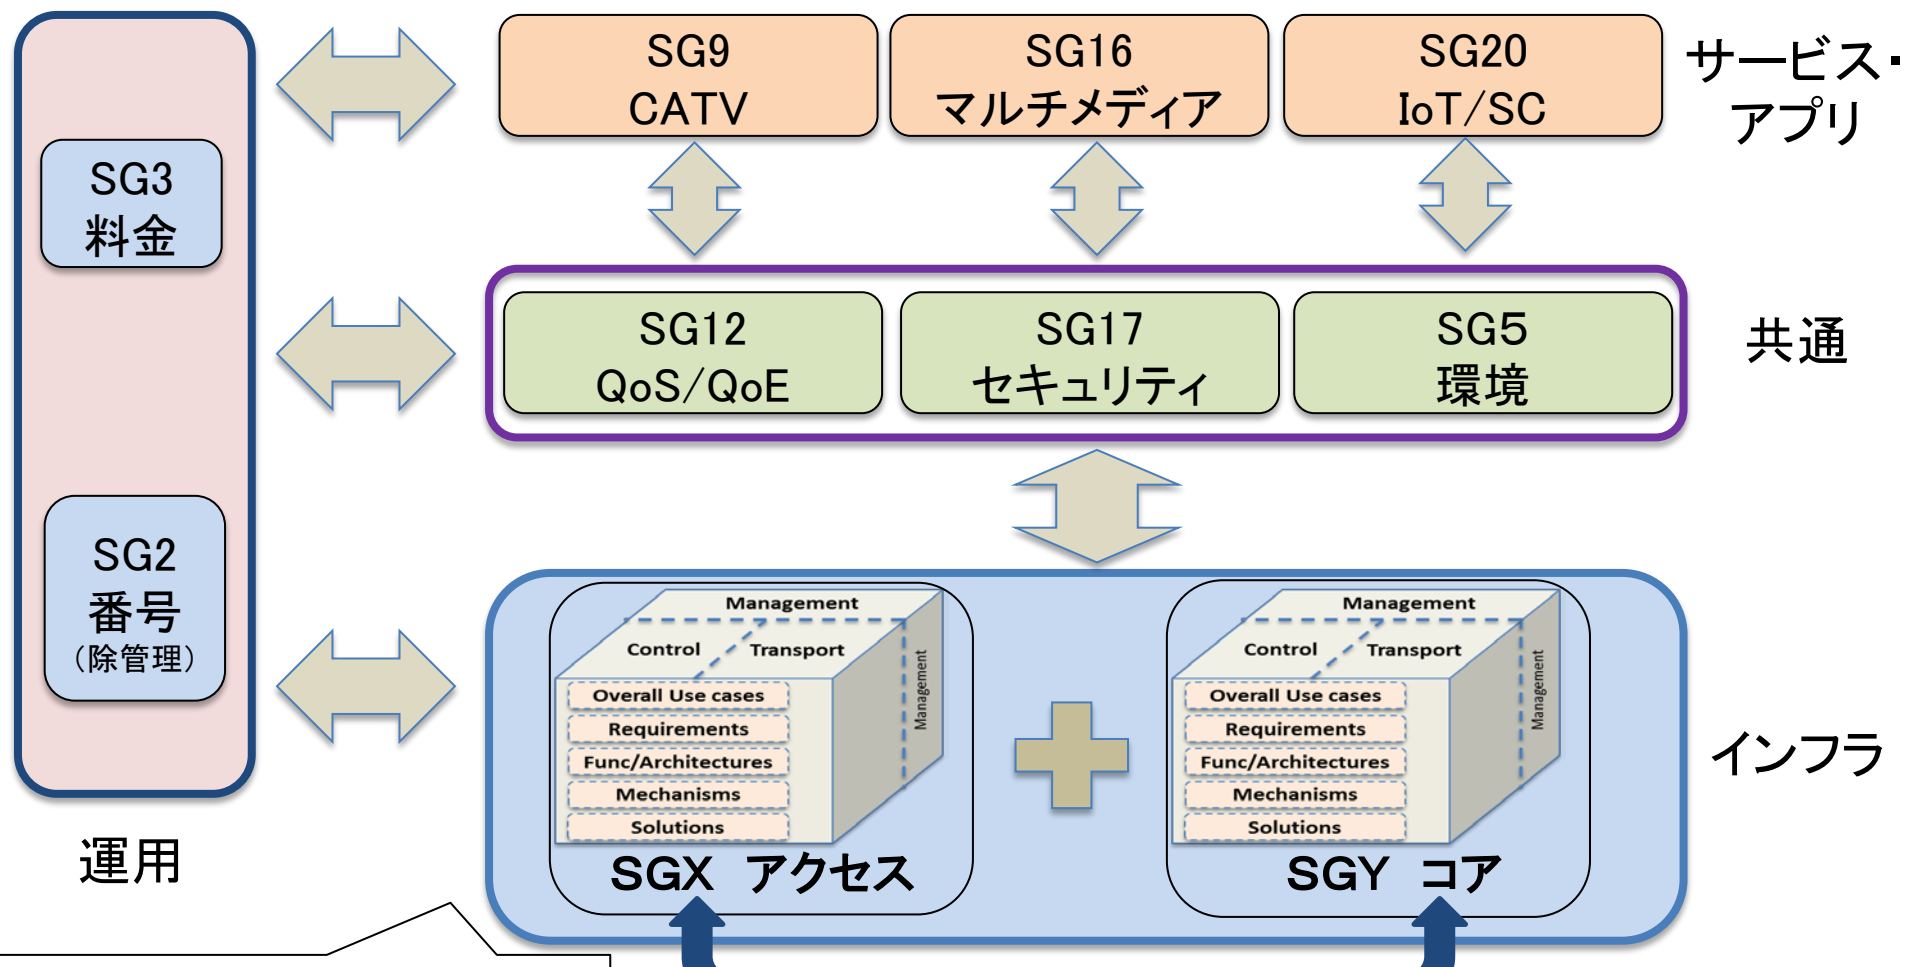 SG9
CATV
SG16
マルチメディア
SG20
IoT/SC
サービス・
アプリ
SG3
料金
SG12
QoS/QoE
SG17
セキュリティ
SG5
環境
共通
SG2
番号
（除管理）
運用
Management
Control
Transport
Management
Overall Use cases
Requirements
Func/Architectures
Mechanisms
Solutions
SGX アクセス
Management
Control
Transport
Management
Overall Use cases
Requirements
Func/Architectures
Mechanisms
Solutions
SGY コア
インフラ